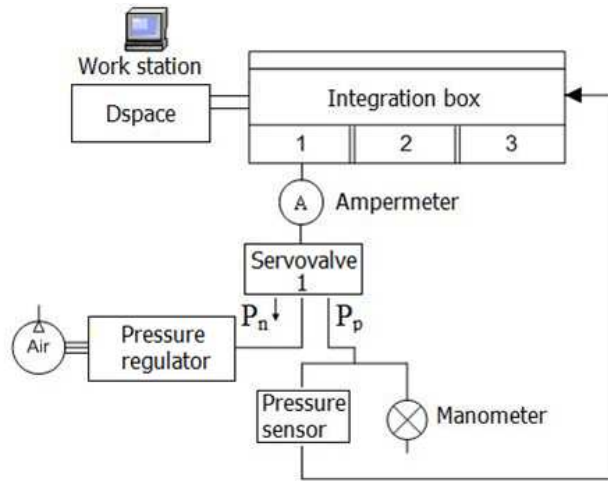 Work station
Dspace
Integration box
1
2
3
A
Ampermeter
Servovalve
1
Pn
Pp
Air
Pressure
regulator
Pressure
sensor
Manometer